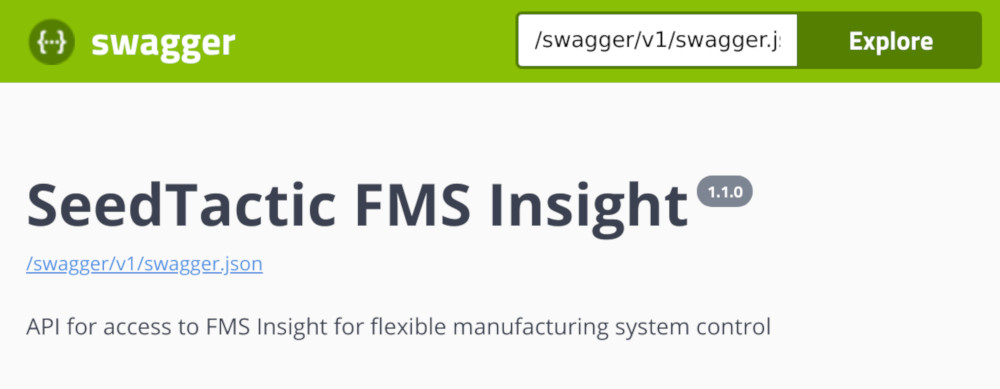 {···} swagger
/swagger/v1/swagger.j
Explore
SeedTactic FMS Insight 1.1.0
/swagger/v1/swagger.json
API for access to FMS Insight for flexible manufacturing system control